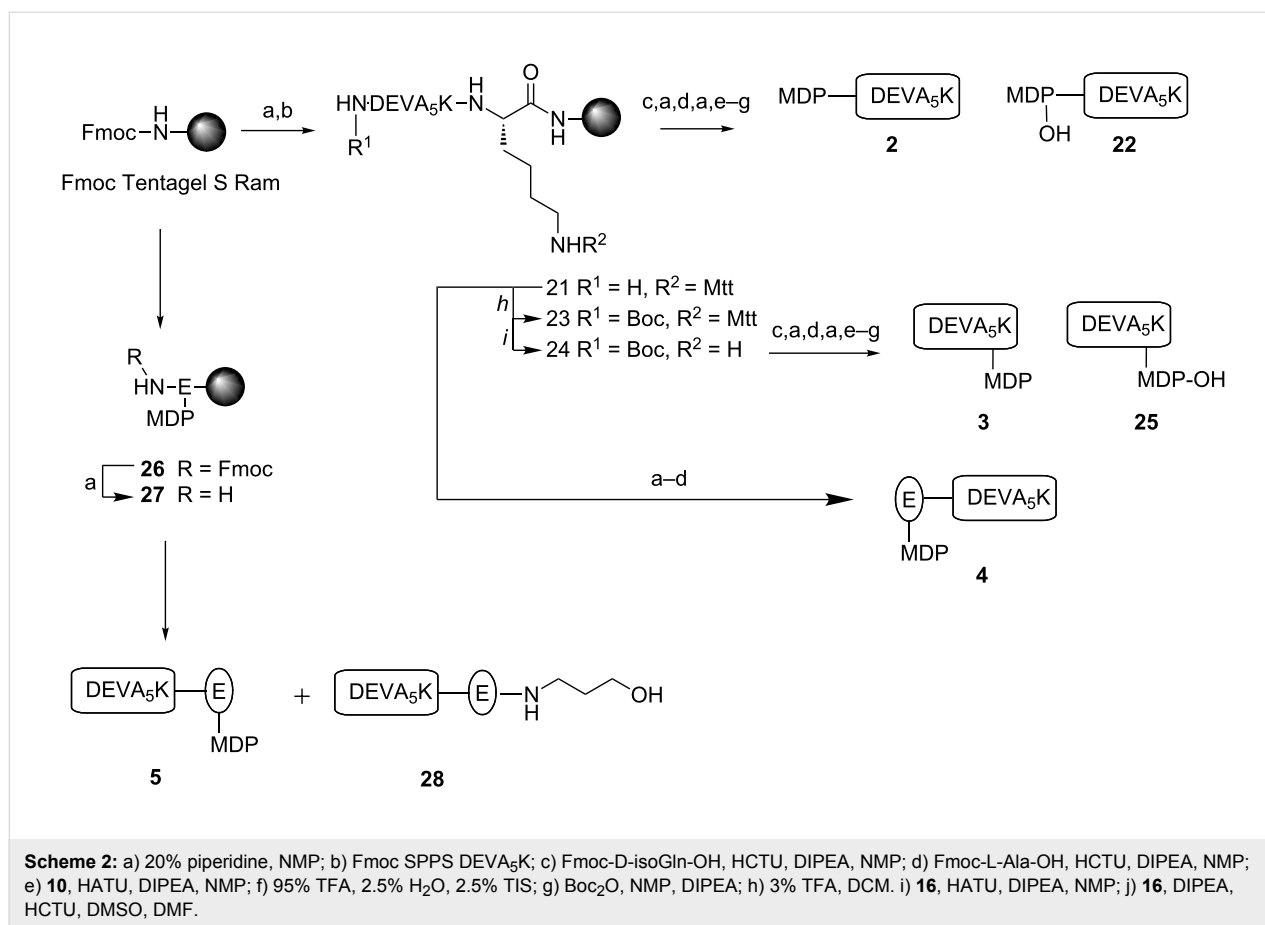 Fmoc–N
H
Fmoc Tentagel S Ram
a,b
HN-DEVA₅K–N
R¹
H
O
N
H
NHR²
c,a,d,a,e–g
MDP
DEVA₅K
2
MDP
OH
DEVA₅K
22
21 R¹ = H, R² = Mtt
h
23 R¹ = Boc, R² = Mtt
i
24 R¹ = Boc, R² = H
c,a,d,a,e–g
DEVA₅K
MDP
3
DEVA₅K
MDP-OH
25
R
HN–E
MDP
26 R = Fmoc
a
27 R = H
a–d
E
DEVA₅K
MDP
4
DEVA₅K
E
MDP
5
+
DEVA₅K
E
N
H
OH
28
Scheme 2: a) 20% piperidine, NMP; b) Fmoc SPPS DEVA₅K; c) Fmoc-D-isoGln-OH, HCTU, DIPEA, NMP; d) Fmoc-L-Ala-OH, HCTU, DIPEA, NMP;
e) 10, HATU, DIPEA, NMP; f) 95% TFA, 2.5% H₂O, 2.5% TIS; g) Boc₂O, NMP, DIPEA; h) 3% TFA, DCM. i) 16, HATU, DIPEA, NMP; j) 16, DIPEA,
HCTU, DMSO, DMF.